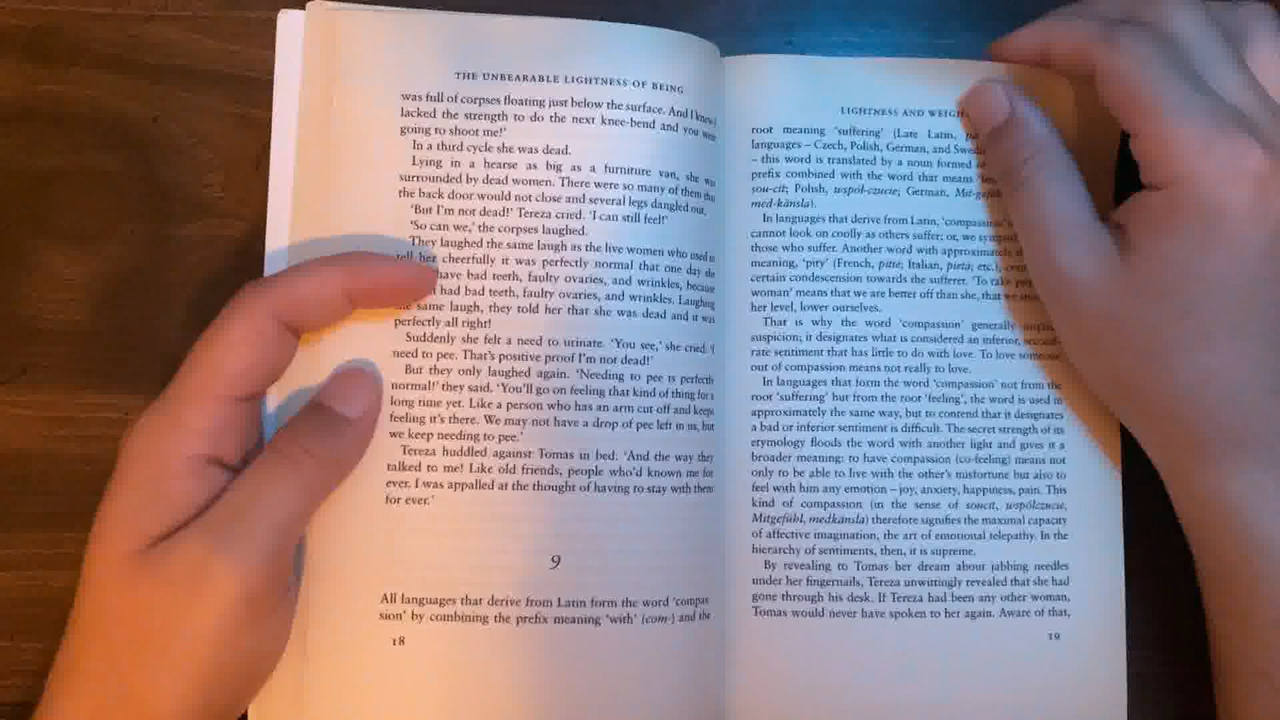 THE UNBEARABLE LIGHTNESS OF BEING
was full of corpses floating just below the surface. And I knew I
lacked the strength to do the next knee-bend and you were
going to shoot me!'
In a third cycle she was dead.
Lying in a hearse as big as a furniture van, she was
surrounded by dead women. There were so many of them that
the back door would not close and several legs dangled out.
'But I'm not dead!' Tereza cried. 'I can still feel!'
'So can we,' the corpses laughed.
They laughed the same laugh as the live women who used to
tell her cheerfully it was perfectly normal that one day she
have bad teeth, faulty ovaries, and wrinkles, because
had bad teeth, faulty ovaries, and wrinkles. Laughing
the same laugh, they told her that she was dead and it was
perfectly all right!
Suddenly she felt a need to urinate. 'You see,' she cried. 'I
need to pee. That's positive proof I'm not dead!'
But they only laughed again. 'Needing to pee is perfectly
normal!' they said. 'You'll go on feeling that kind of thing for a
long time yet. Like a person who has an arm cut off and keeps
feeling it's there. We may not have a drop of pee left in us, but
we keep needing to pee.'
Tereza huddled against Tomas in bed. 'And the way they
talked to me! Like old friends, people who'd known me for
ever. I was appalled at the thought of having to stay with them
for ever.'
9
All languages that derive from Latin form the word 'compas
sion' by combining the prefix meaning 'with' (com-) and the
18
LIGHTNESS AND WEIGH
root meaning 'suffering' (Late Latin,
languages – Czech, Polish, German, and
– this word is translated by a noun formed
prefix combined with the word that means
sou-cit; Polish, współ-czucie; German,
med-känsla).
In languages that derive from Latin, 'compassion'
cannot look on coolly as others suffer; or, we
those who suffer. Another word with approximately
meaning, 'pity' (French, pitié; Italian, pietà; etc.),
certain condescension towards the sufferer. 'To take
woman' means that we are better off than she, that we
her level, lower ourselves.
That is why the word 'compassion' generally
suspicion; it designates what is considered an inferior, second-
rate sentiment that has little to do with love. To love someone
out of compassion means not really to love.
In languages that form the word 'compassion' not from the
root 'suffering' but from the root 'feeling', the word is used in
approximately the same way, but to contend that it designates
a bad or inferior sentiment is difficult. The secret strength of its
etymology floods the word with another light and gives it a
broader meaning: to have compassion (co-feeling) means not
only to be able to live with the other's misfortune but also to
feel with him any emotion – joy, anxiety, happiness, pain. This
kind of compassion (in the sense of soucit, współczucie,
Mitgefühl, medkänsla) therefore signifies the maximal capacity
of affective imagination, the art of emotional telepathy. In the
hierarchy of sentiments, then, it is supreme.
By revealing to Tomas her dream about jabbing needles
under her fingernails, Tereza unwittingly revealed that she had
gone through his desk. If Tereza had been any other woman,
Tomas would never have spoken to her again. Aware of that,
19